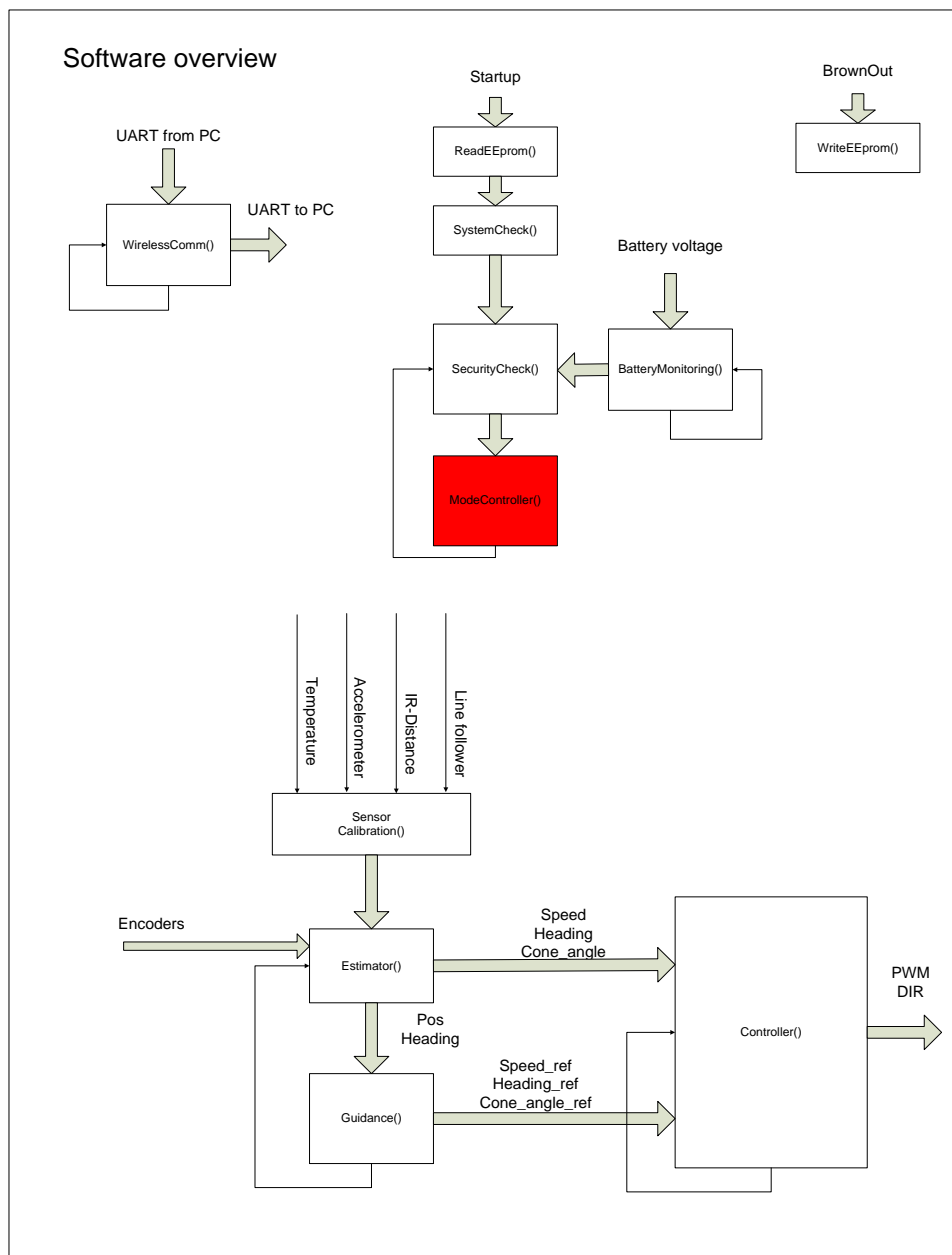 Software overview
Startup
BrownOut
UART from PC
ReadEEprom()
WriteEEprom()
UART to PC
WirelessComm()
SystemCheck()
Battery voltage
SecurityCheck()
BatteryMonitoring()
ModeController()
Temperature
Accelerometer
IR-Distance
Line follower
Sensor
Calibration()
Encoders
Estimator()
Speed
Heading
Cone_angle
Pos
Heading
Guidance()
Speed_ref
Heading_ref
Cone_angle_ref
Controller()
PWM
DIR